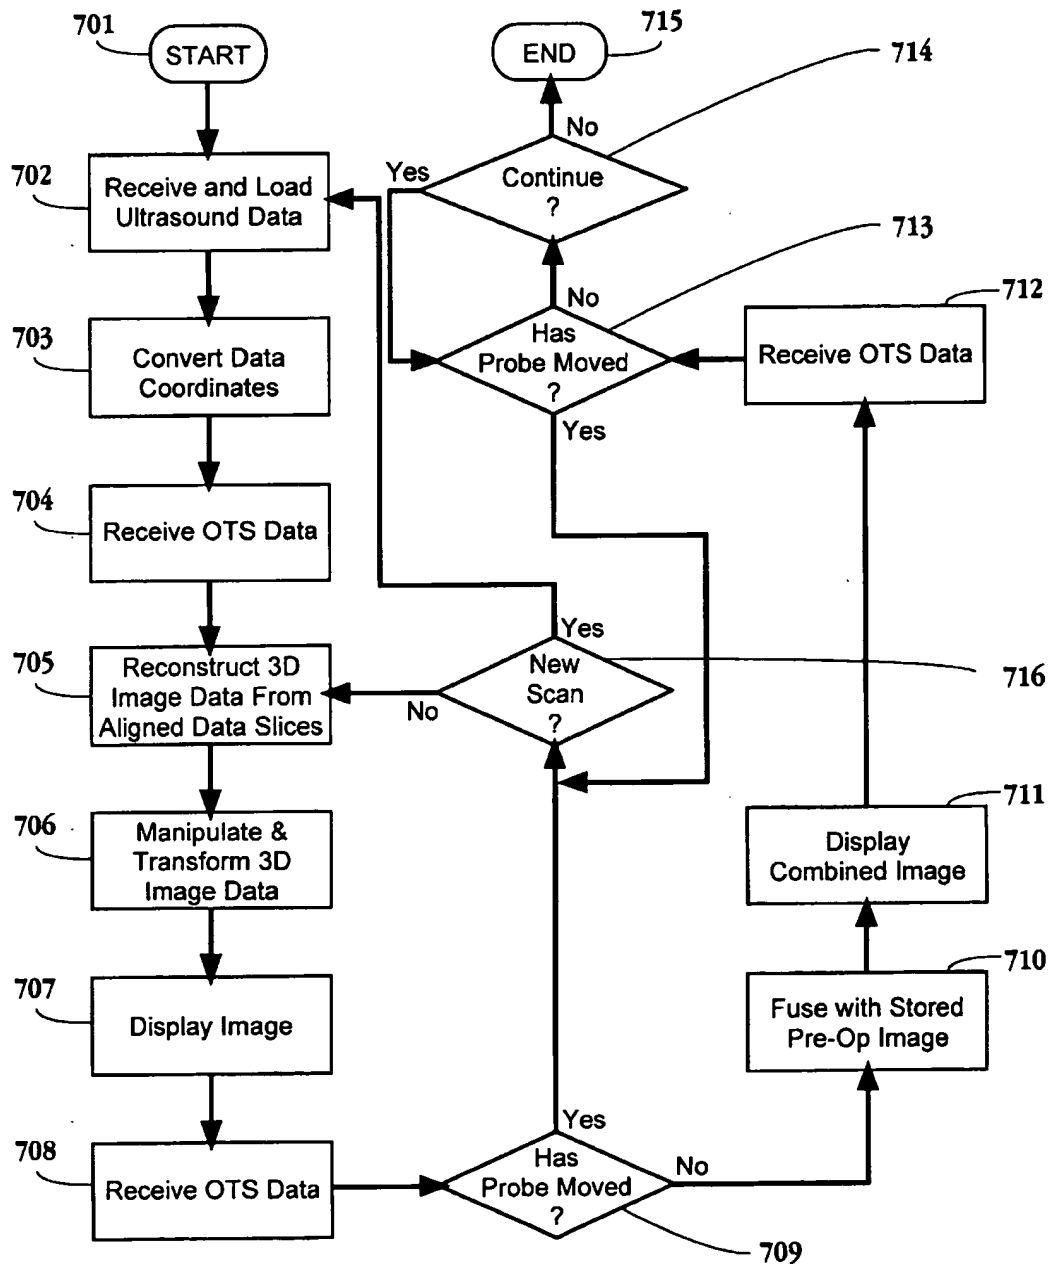 701
START
702
Receive and Load
Ultrasound Data
703
Convert Data
Coordinates
704
Receive OTS Data
705
Reconstruct 3D
Image Data From
Aligned Data Slices
706
Manipulate &
Transform 3D
Image Data
707
Display Image
708
Receive OTS Data
Has
Probe Moved
?
709
Yes
No
New
Scan
?
716
Yes
No
710
Fuse with Stored
Pre-Op Image
711
Display
Combined Image
712
Receive OTS Data
713
Has
Probe Moved
?
No
Yes
714
Continue
?
Yes
No
715
END